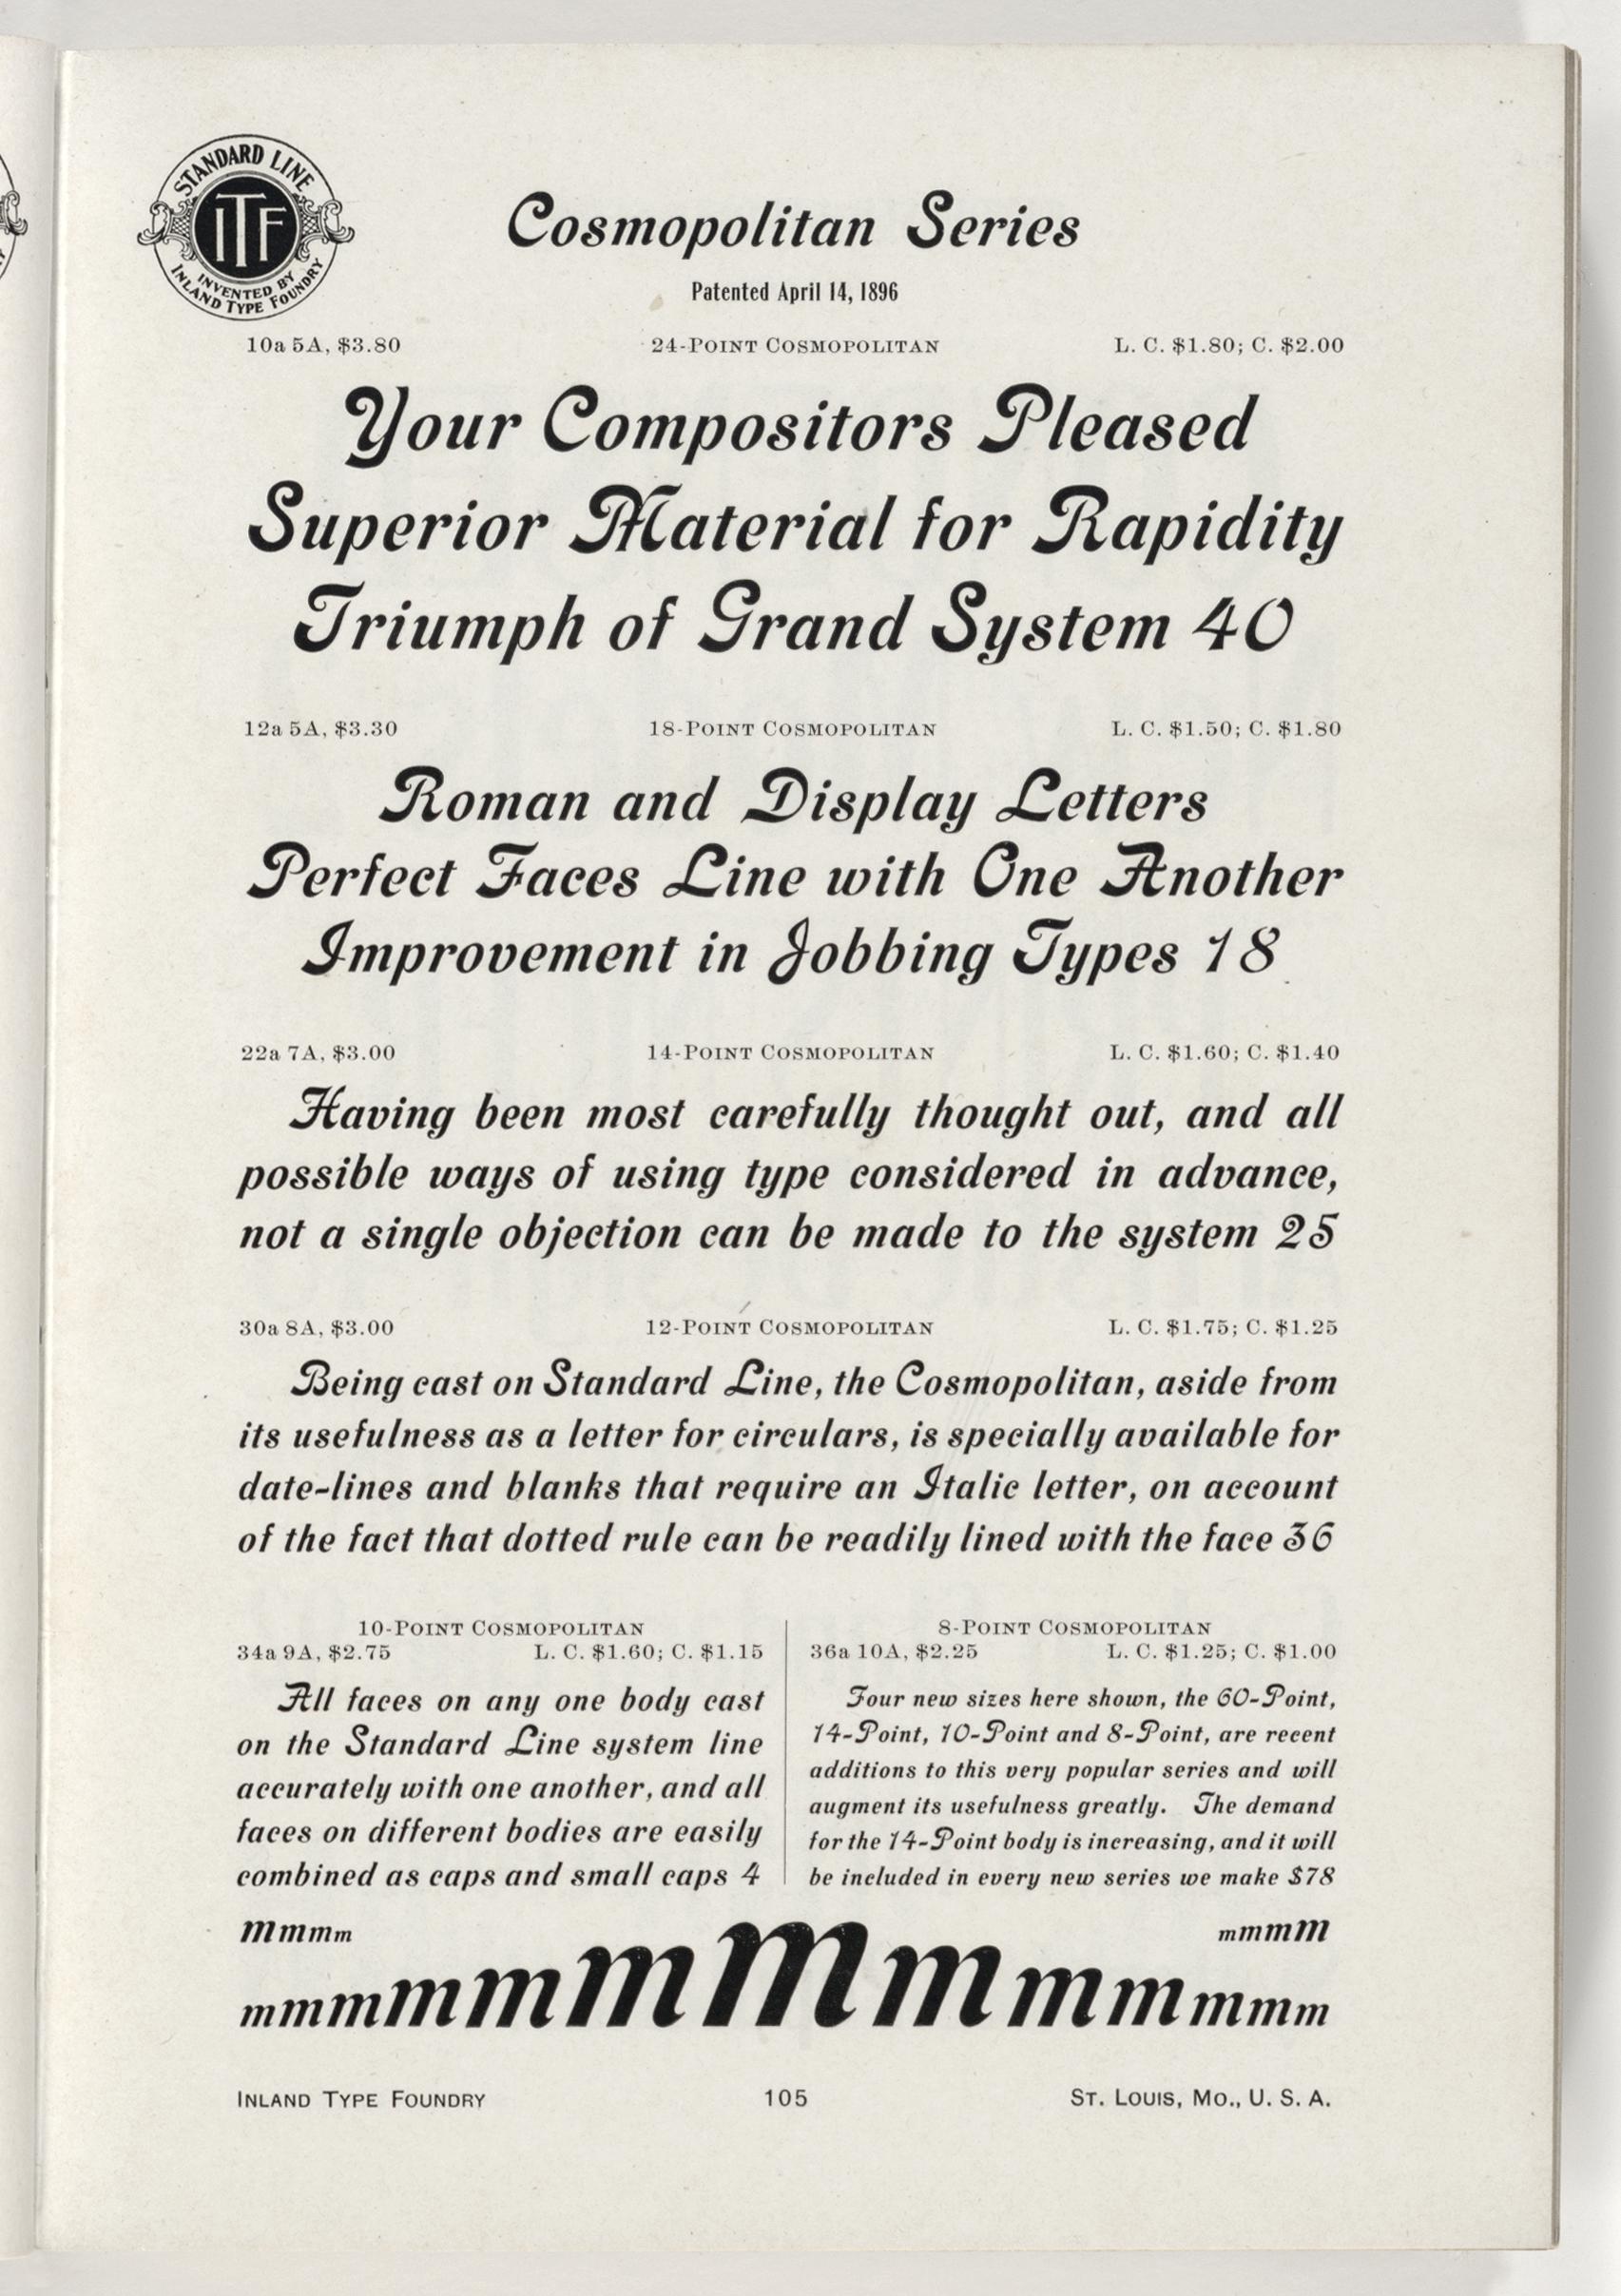 STANDARD LINE
ITF
INVENTED BY
INLAND TYPE FOUNDRY
Cosmopolitan Series
Patented April 14, 1896
10a 5A, $3.80 24-POINT COSMOPOLITAN L. C. $1.80; C. $2.00
Your Compositors Pleased
Superior Material for Rapidity
Triumph of Grand System 40
12a 5A, $3.30 18-POINT COSMOPOLITAN L. C. $1.50; C. $1.80
Roman and Display Letters
Perfect Faces Line with One Another
Improvement in Jobbing Types 18
22a 7A, $3.00 14-POINT COSMOPOLITAN L. C. $1.60; C. $1.40
Having been most carefully thought out, and all
possible ways of using type considered in advance,
not a single objection can be made to the system 25
30a 8A, $3.00 12-POINT COSMOPOLITAN L. C. $1.75; C. $1.25
Being cast on Standard Line, the Cosmopolitan, aside from
its usefulness as a letter for circulars, is specially available for
date-lines and blanks that require an Italic letter, on account
of the fact that dotted rule can be readily lined with the face 36
10-POINT COSMOPOLITAN
34a 9A, $2.75 L. C. $1.60; C. $1.15
All faces on any one body cast
on the Standard Line system line
accurately with one another, and all
faces on different bodies are easily
combined as caps and small caps 4
8-POINT COSMOPOLITAN
36a 10A, $2.25 L. C. $1.25; C. $1.00
Four new sizes here shown, the 60-Point,
14-Point, 10-Point and 8-Point, are recent
additions to this very popular series and will
augment its usefulness greatly. The demand
for the 14-Point body is increasing, and it will
be included in every new series we make $78
mmmm mmmm
mmmmmmmmmmmmm
INLAND TYPE FOUNDRY 105 ST. LOUIS, MO., U. S. A.